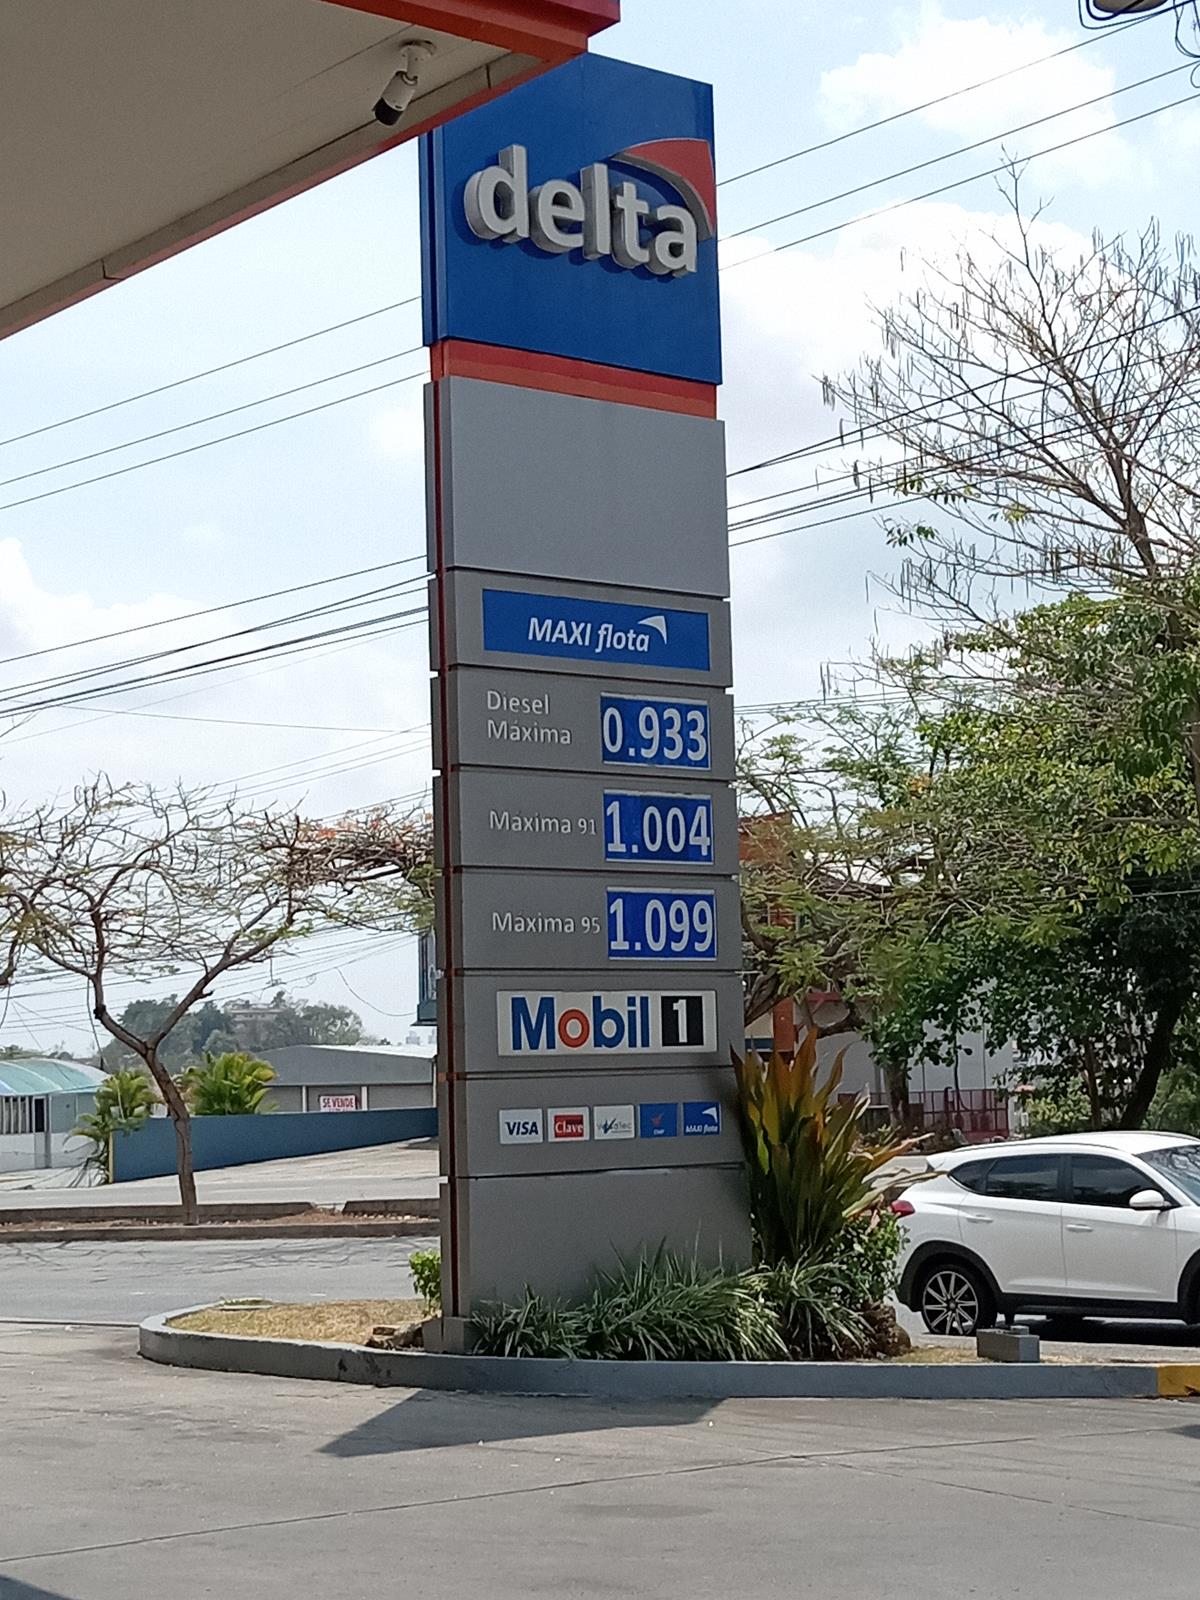 delta
MAXI flota
Diesel
Máxima
0.933
Máxima 91
1.004
Máxima 95
1.099
Mobil 1
VISA
Clave
MAXI flota
SE VENDE